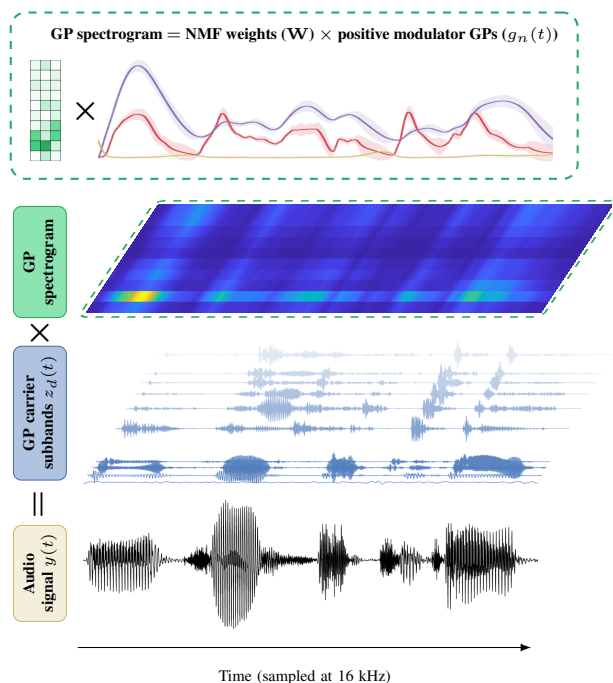 GP spectrogram = NMF weights (W) × positive modulator GPs (gₙ(t))
×
GP
spectrogram
×
GP carrier
subbands z_d(t)
=
Audio
signal y(t)
Time (sampled at 16 kHz)